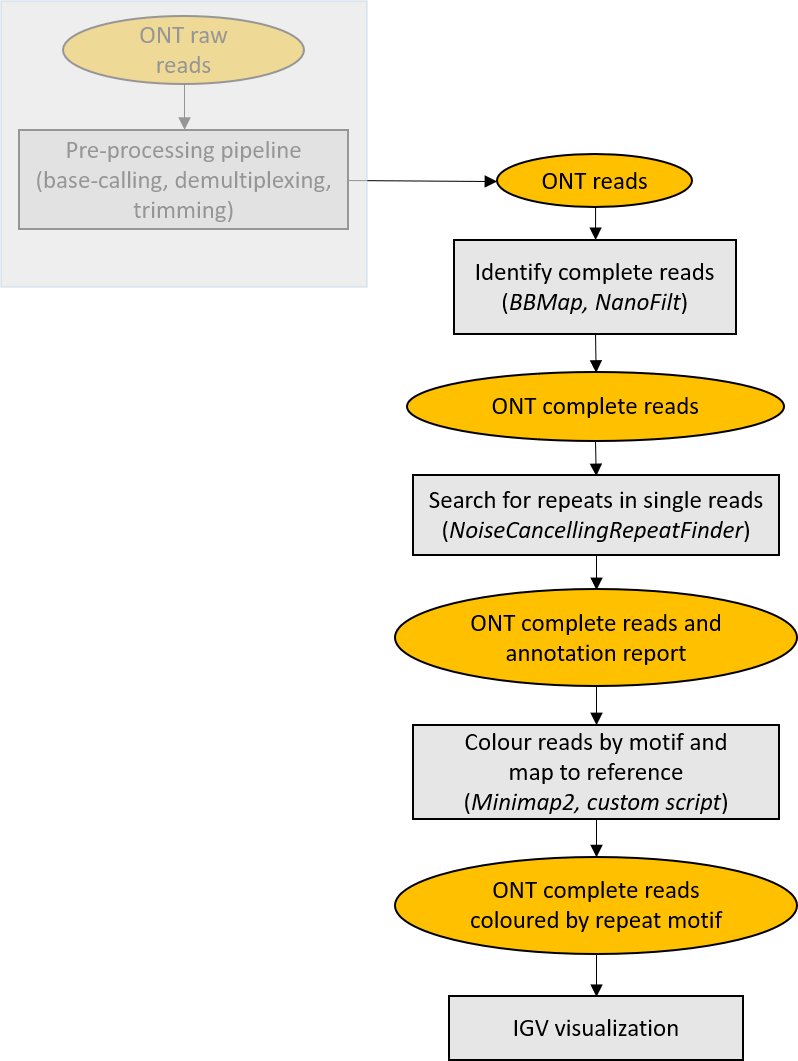 ONT raw
reads
Pre-processing pipeline
(base-calling, demultiplexing,
trimming)
ONT reads
Identify complete reads
(BBMap, NanoFilt)
ONT complete reads
Search for repeats in single reads
(NoiseCancellingRepeatFinder)
ONT complete reads and
annotation report
Colour reads by motif and
map to reference
(Minimap2, custom script)
ONT complete reads
coloured by repeat motif
IGV visualization